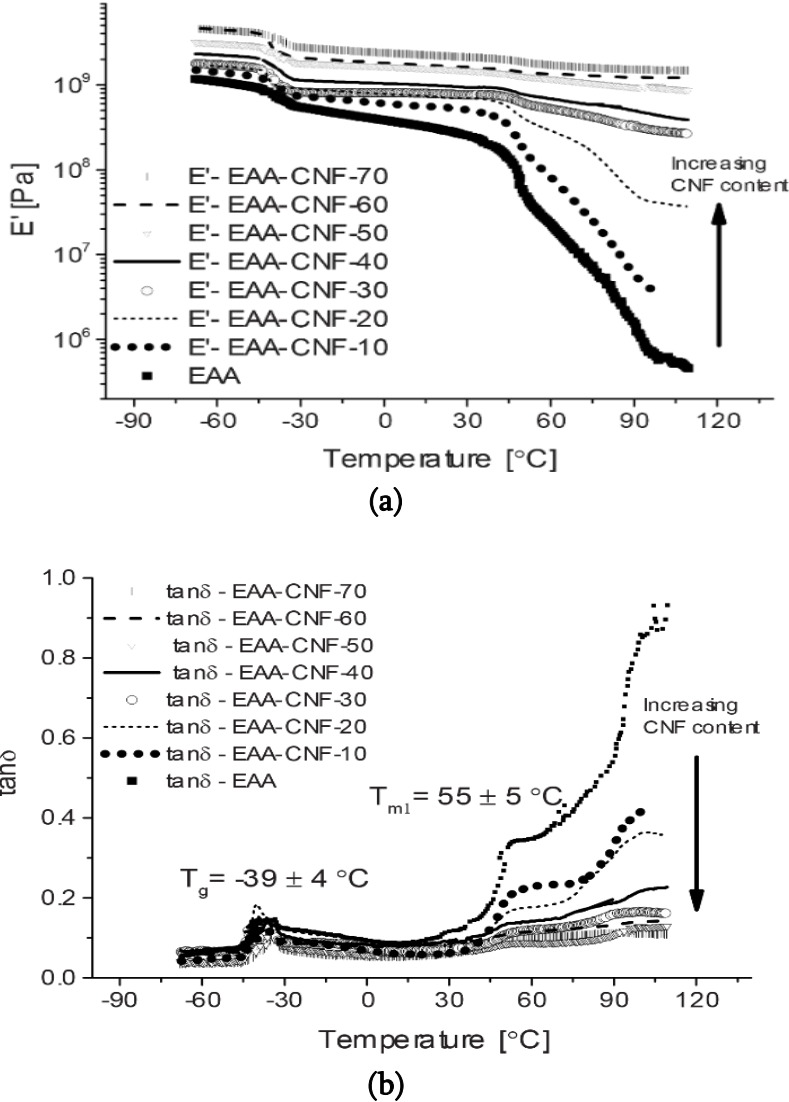 10⁹
10⁸
10⁷
10⁶
E' [Pa]
E'- EAA-CNF-70
E'- EAA-CNF-60
E'- EAA-CNF-50
E'- EAA-CNF-40
E'- EAA-CNF-30
E'- EAA-CNF-20
E'- EAA-CNF-10
EAA
Increasing
CNF content
-90 -60 -30 0 30 60 90 120
Temperature [°C]
(a)
1.0
0.8
0.6
0.4
0.2
0.0
tanδ
tanδ - EAA-CNF-70
tanδ - EAA-CNF-60
tanδ - EAA-CNF-50
tanδ - EAA-CNF-40
tanδ - EAA-CNF-30
tanδ - EAA-CNF-20
tanδ - EAA-CNF-10
tanδ - EAA
Increasing
CNF content
Tₘ₁= 55 ± 5 °C
T_g= -39 ± 4 °C
-90 -60 -30 0 30 60 90 120
Temperature [°C]
(b)